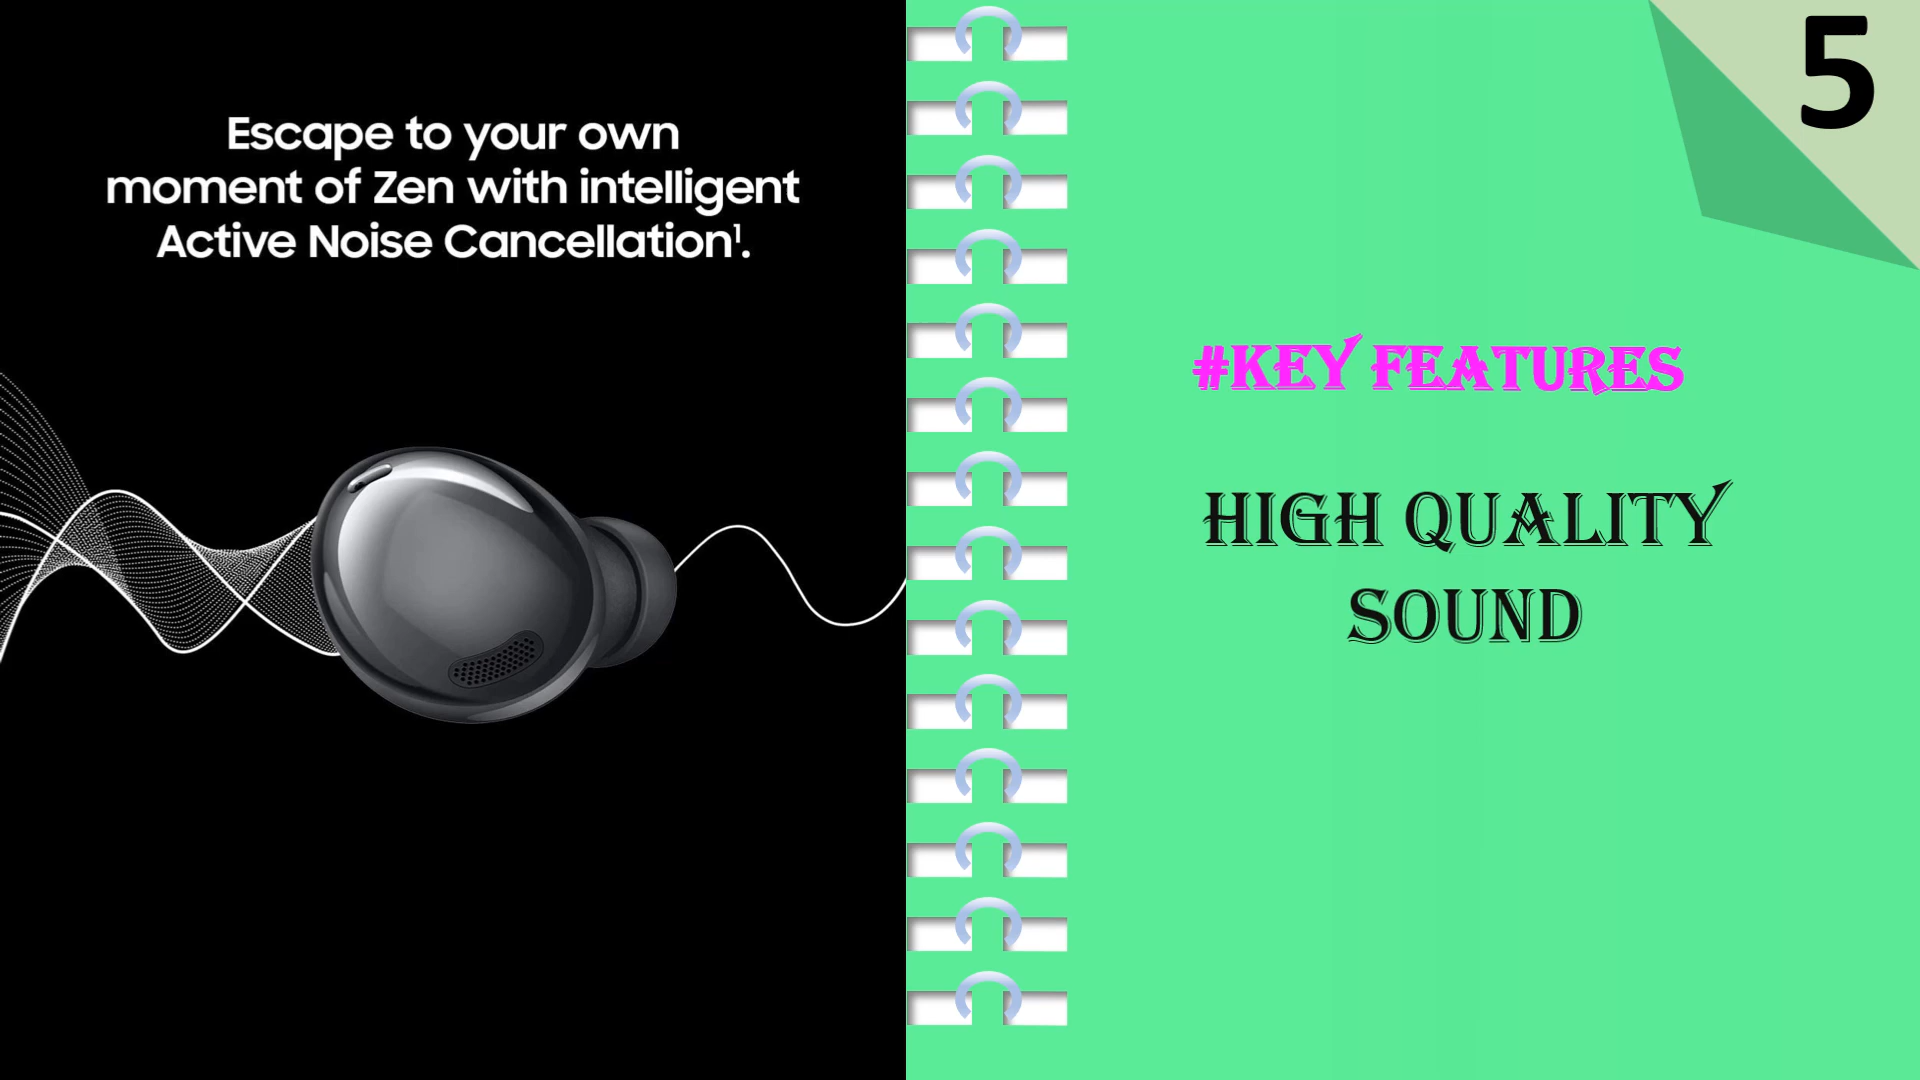 Escape to your own
moment of Zen with intelligent
Active Noise Cancellation¹.
5
#KEY FEATURES
HIGH QUALITY
SOUND